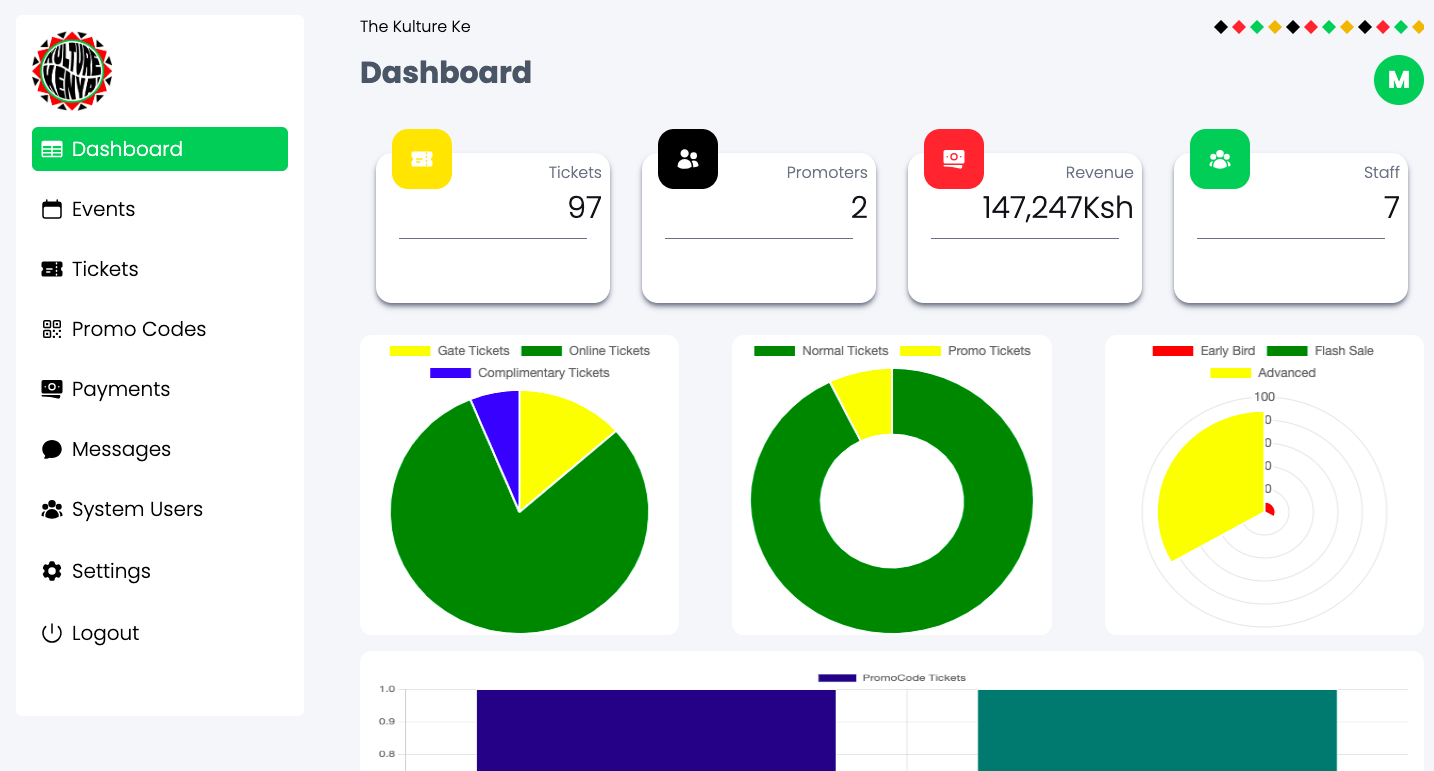 KULTURE
KENYA
Dashboard
Events
Tickets
Promo Codes
Payments
Messages
System Users
Settings
Logout
The Kulture Ke
Dashboard
M
Tickets
97
Promoters
2
Revenue
147,247Ksh
Staff
7
Gate Tickets Online Tickets
Complimentary Tickets
Normal Tickets Promo Tickets
Early Bird Flash Sale
Advanced
100
0
0
0
0
PromoCode Tickets
1.0
0.9
0.8